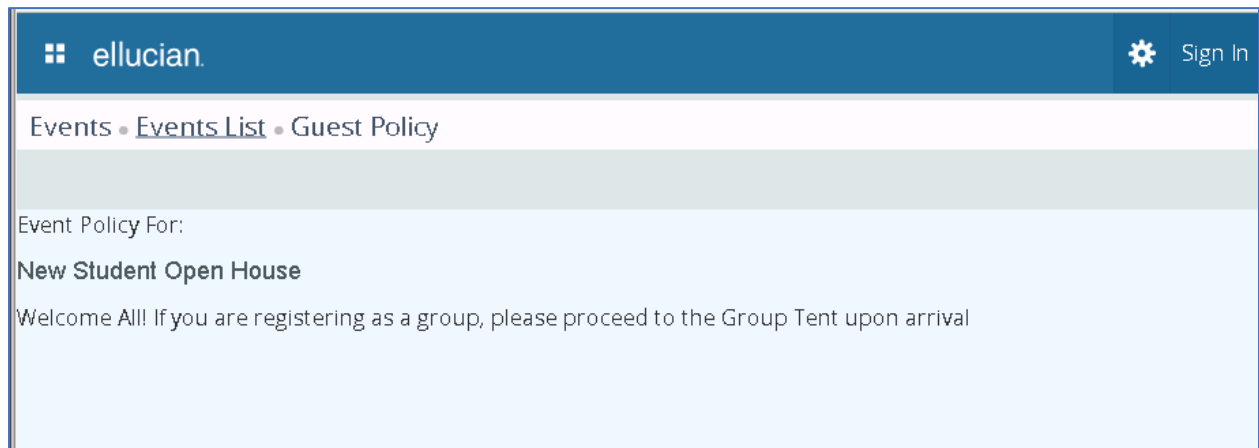 ellucian.
Sign In
Events • Events List • Guest Policy
Event Policy For:
New Student Open House
Welcome All! If you are registering as a group, please proceed to the Group Tent upon arrival